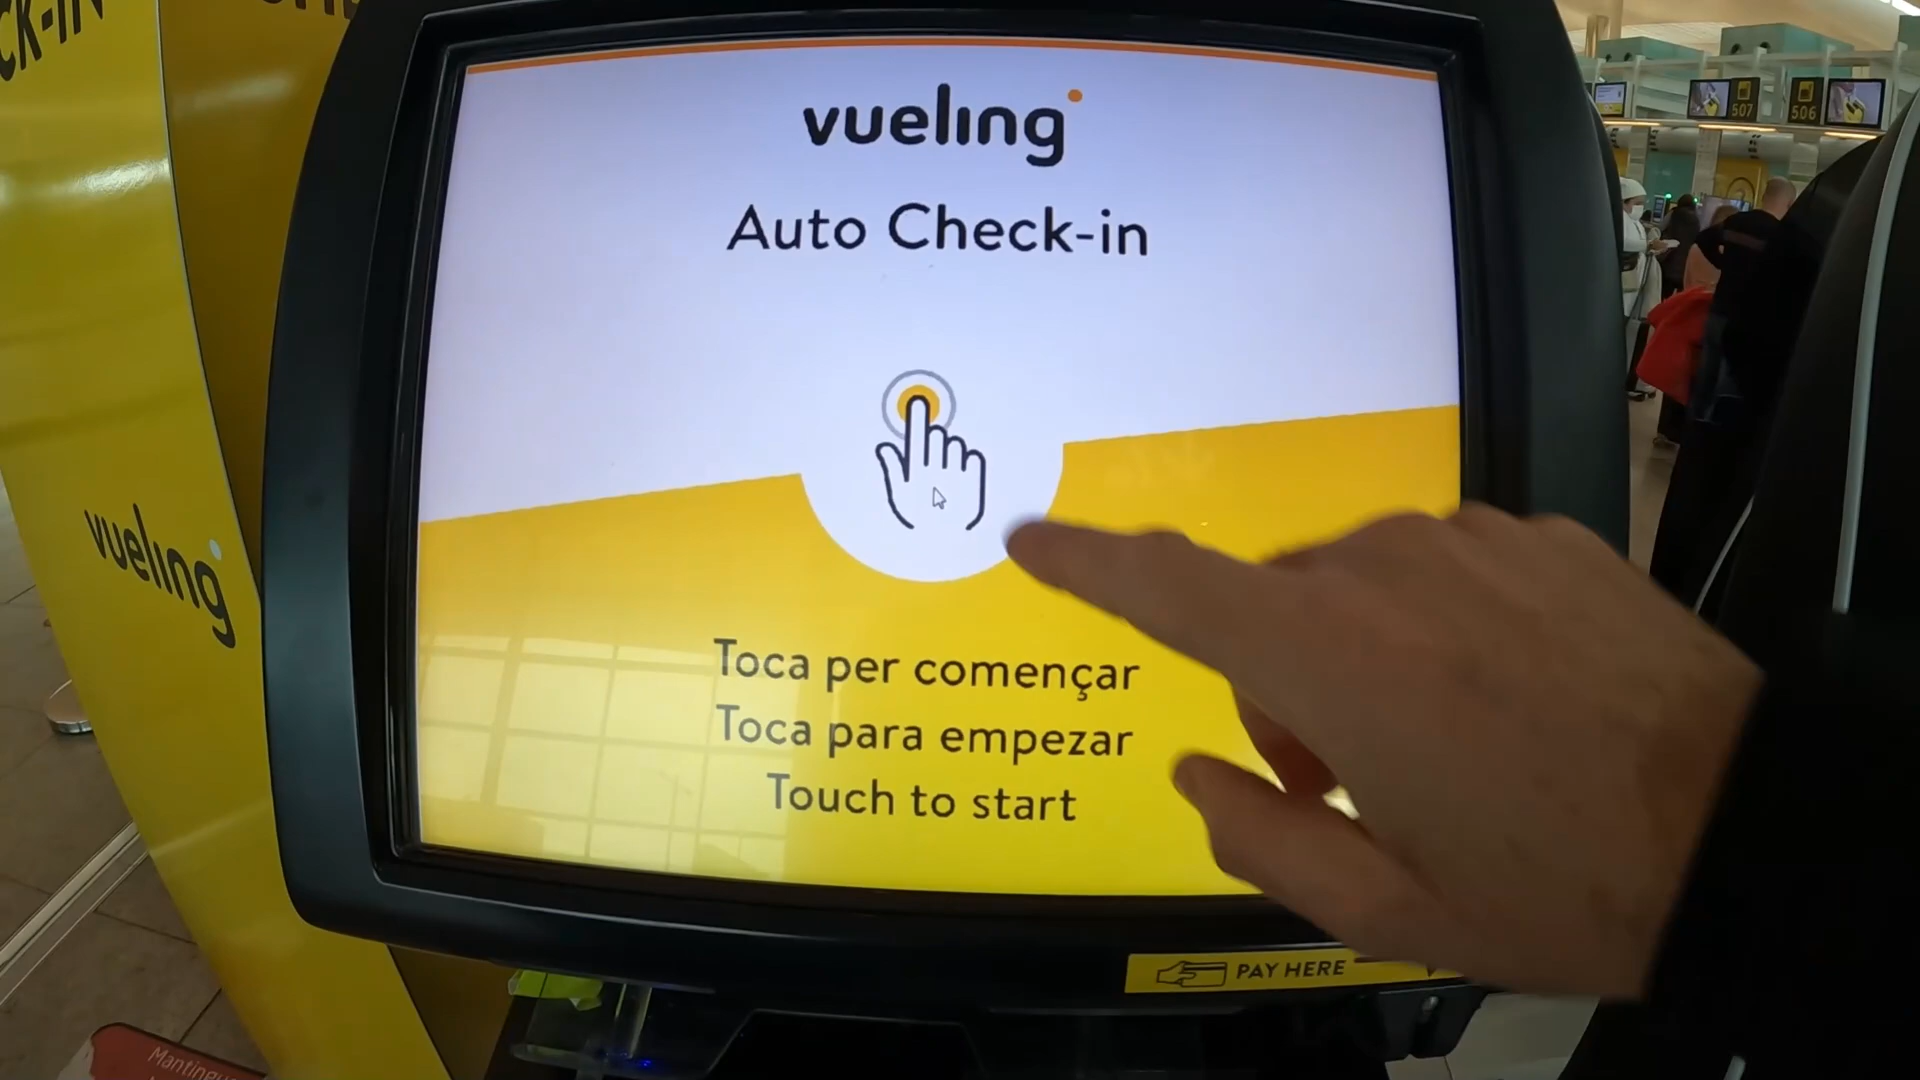 vueling
Auto Check-in
Toca per començar
Toca para empezar
Touch to start
PAY HERE
vueling
507
506